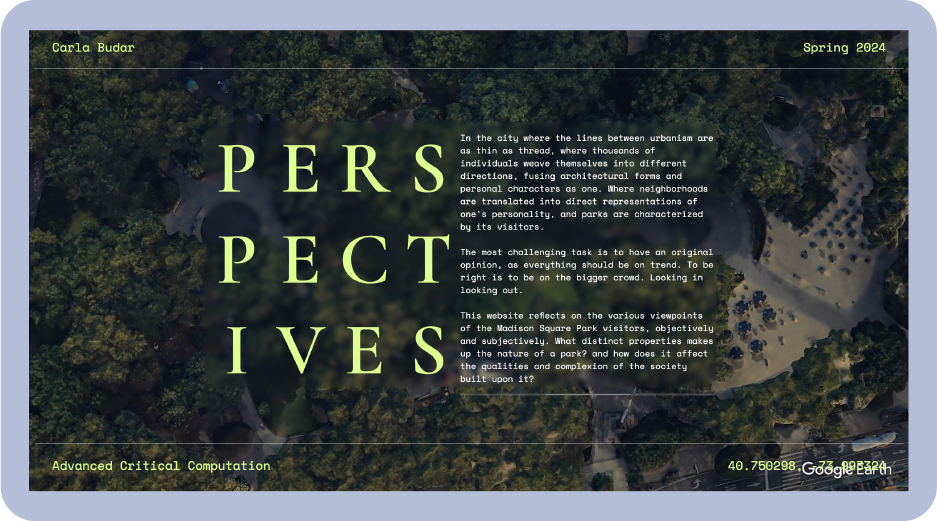 Carla Budar
Spring 2024
PERS
PECT
IVES
In the city where the lines between urbanism are
as thin as thread, where thousands of
individuals weave themselves into different
directions, fusing architectural forms and
personal characters as one. Where neighborhoods
are translated into direct representations of
one's personality, and parks are characterized
by its visitors.
The most challenging task is to have an original
opinion, as everything should be on trend. To be
right is to be on the bigger crowd. Looking in
looking out.
This website reflects on the various viewpoints
of the Madison Square Park visitors, objectively
and subjectively. What distinct properties makes
up the nature of a park? and how does it affect
the qualities and complexion of the society
built upon it?
Advanced Critical Computation
40.750298,
Google Earth